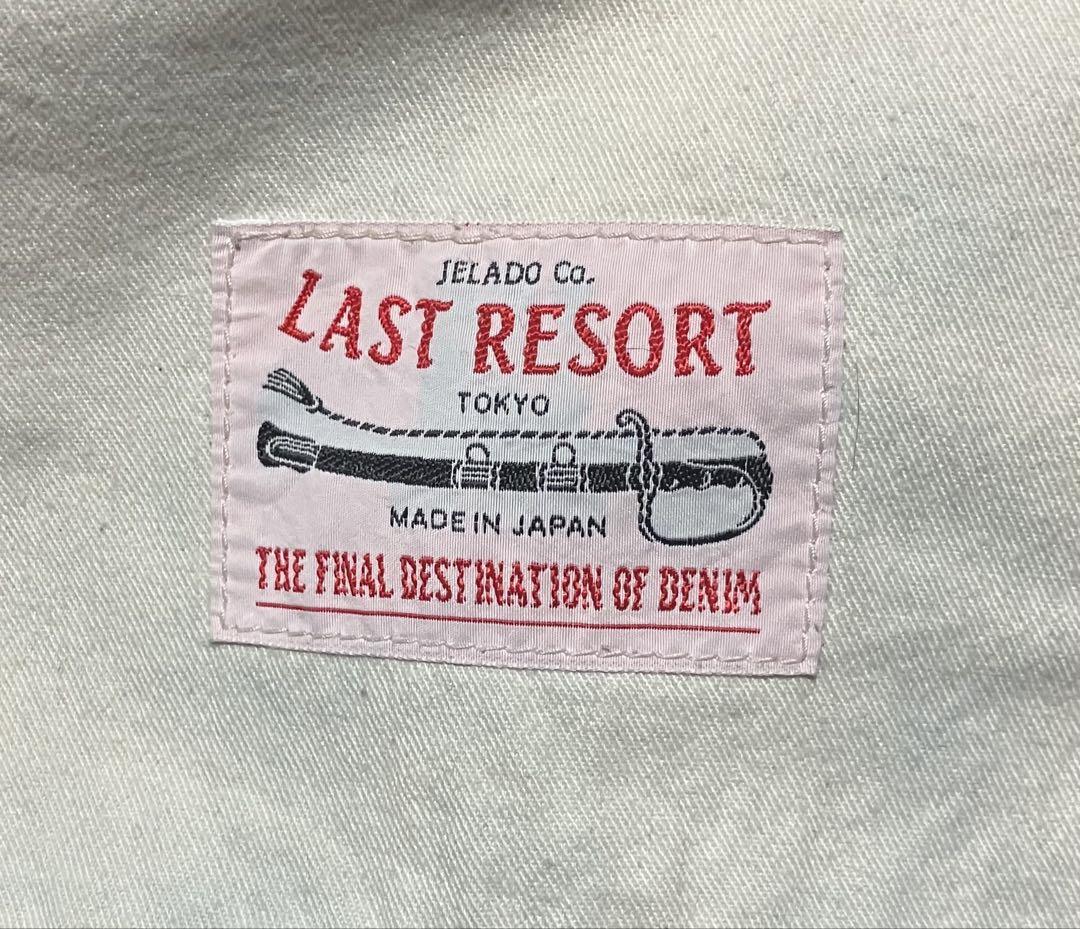 JELADO Co.
LAST RESORT
TOKYO
MADE IN JAPAN
THE FINAL DESTINATION OF DENIM